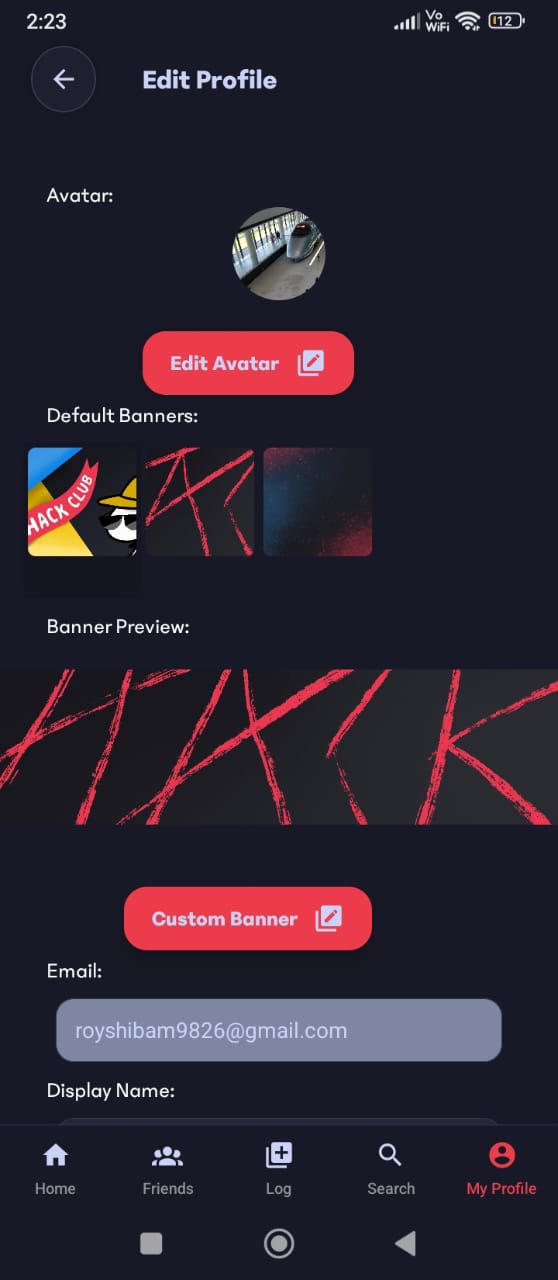 2:23
Vo
WiFi
12
Edit Profile
Avatar:
Edit Avatar
Default Banners:
HACK CLUB
Banner Preview:
HACK
Custom Banner
Email:
royshibam9826@gmail.com
Display Name:
Home Friends Log Search My Profile